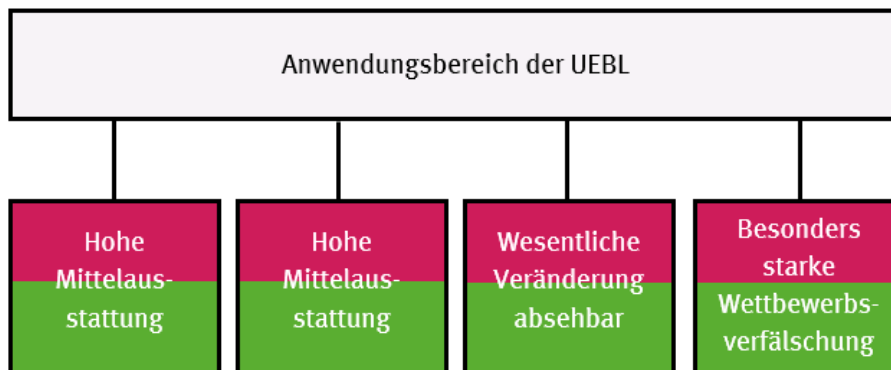 Anwendungsbereich der UEBL
Hohe
Mittelaus-
stattung
Hohe
Mittelaus-
stattung
Wesentliche
Veränderung
absehbar
Besonders
starke
Wettbewerbs-
verfälschung